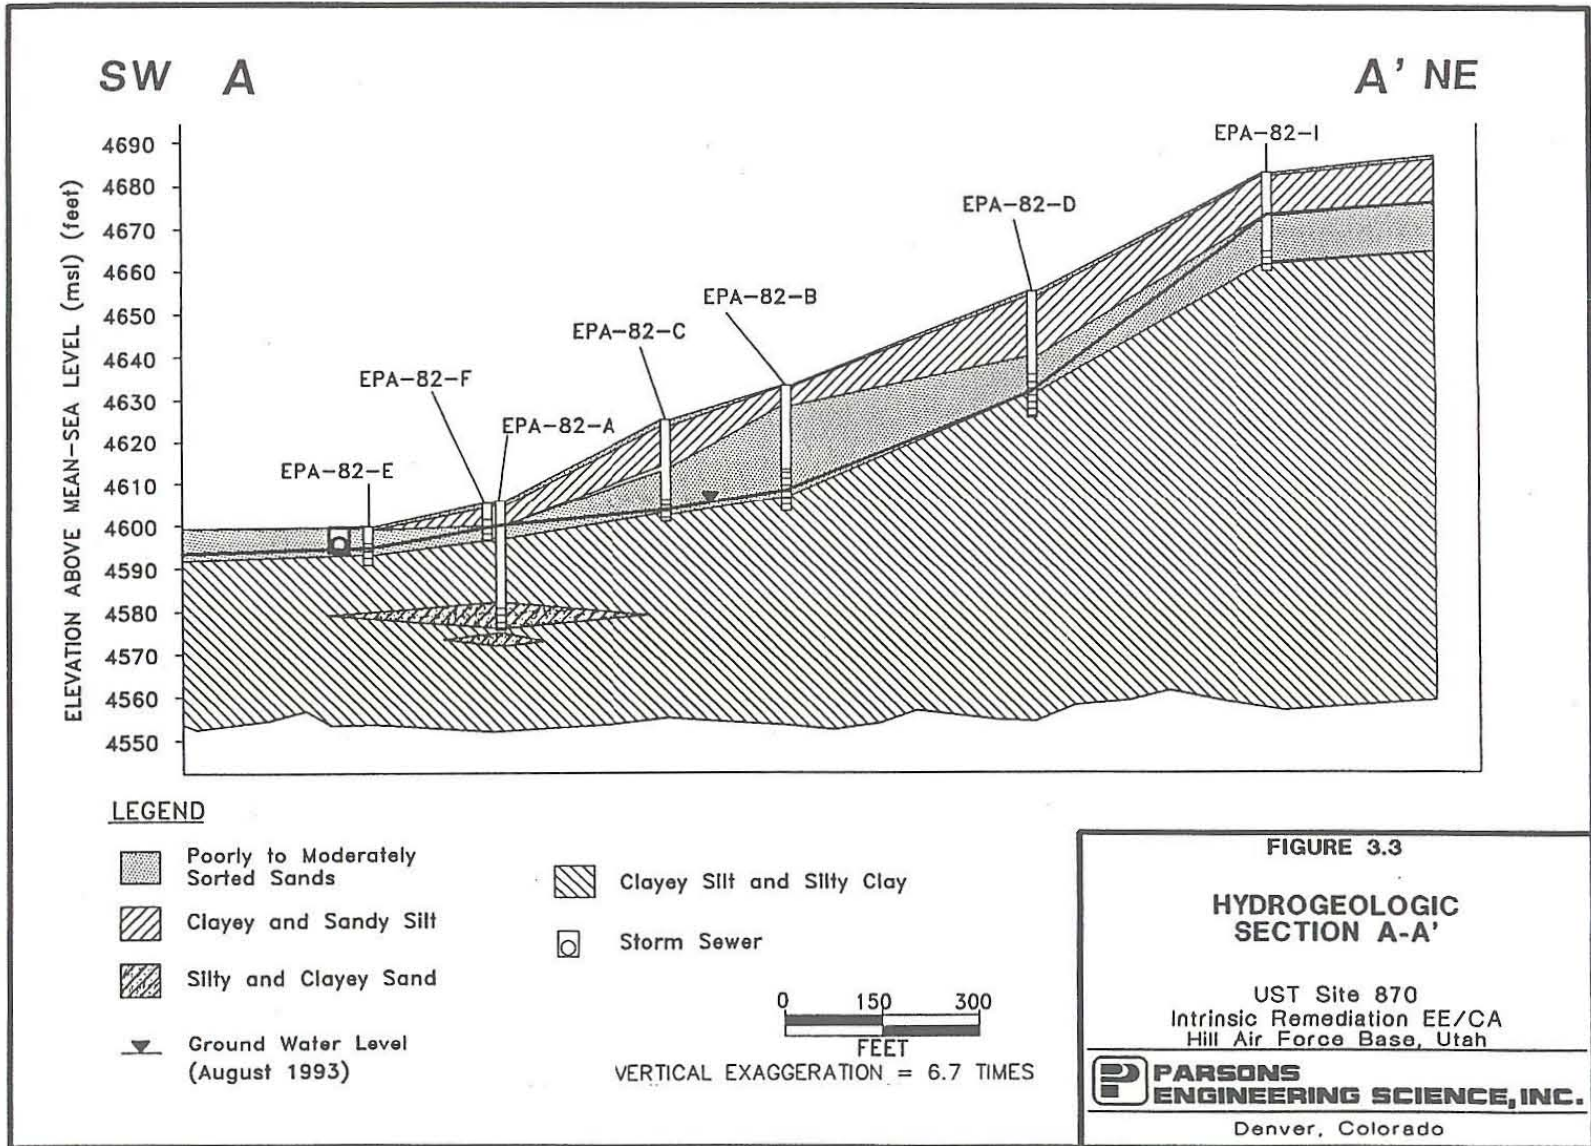 SW A
A' NE
EPA-82-I
EPA-82-D
EPA-82-B
EPA-82-C
EPA-82-F
EPA-82-A
EPA-82-E
ELEVATION ABOVE MEAN-SEA LEVEL (msl) (feet)
4690
4680
4670
4660
4650
4640
4630
4620
4610
4600
4590
4580
4570
4560
4550
LEGEND
Poorly to Moderately
Sorted Sands
Clayey and Sandy Silt
Silty and Clayey Sand
Ground Water Level
(August 1993)
Clayey Silt and Silty Clay
Storm Sewer
0 150 300
FEET
VERTICAL EXAGGERATION = 6.7 TIMES
FIGURE 3.3
HYDROGEOLOGIC
SECTION A-A'
UST Site 870
Intrinsic Remediation EE/CA
Hill Air Force Base, Utah
PARSONS
ENGINEERING SCIENCE, INC.
Denver, Colorado